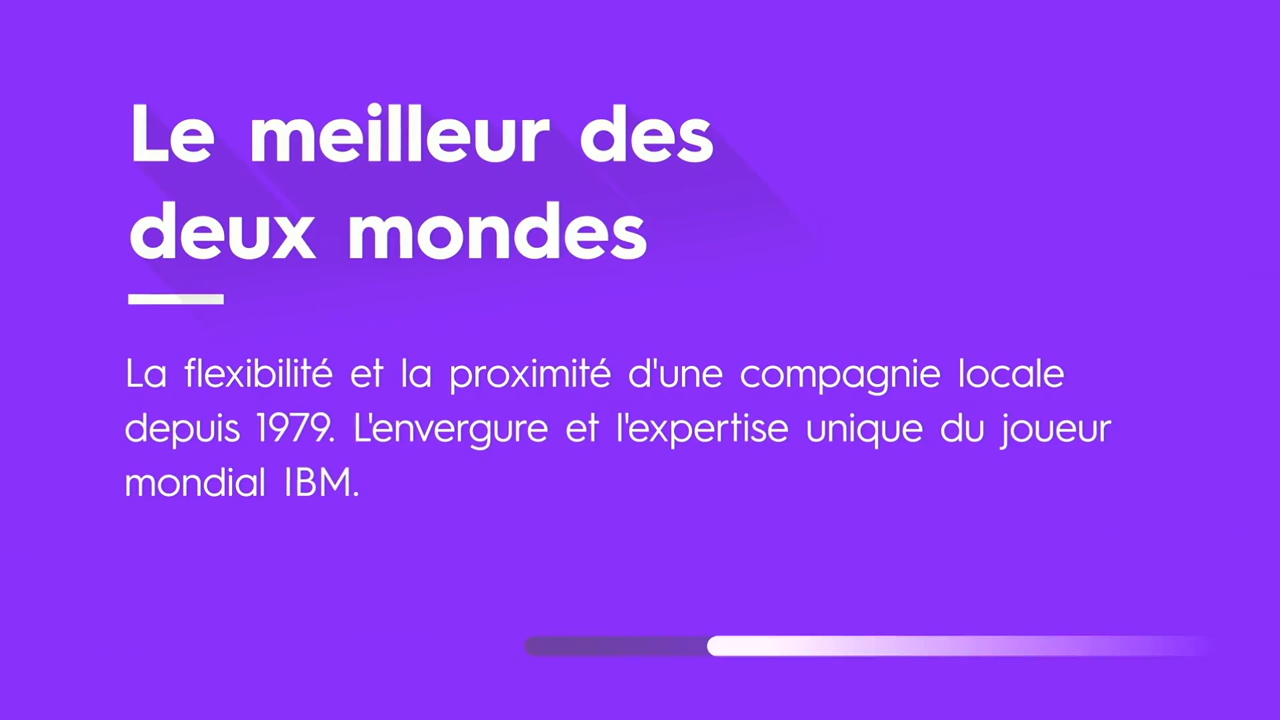 Le meilleur des
deux mondes
La flexibilité et la proximité d'une compagnie locale
depuis 1979. L'envergure et l'expertise unique du joueur
mondial IBM.